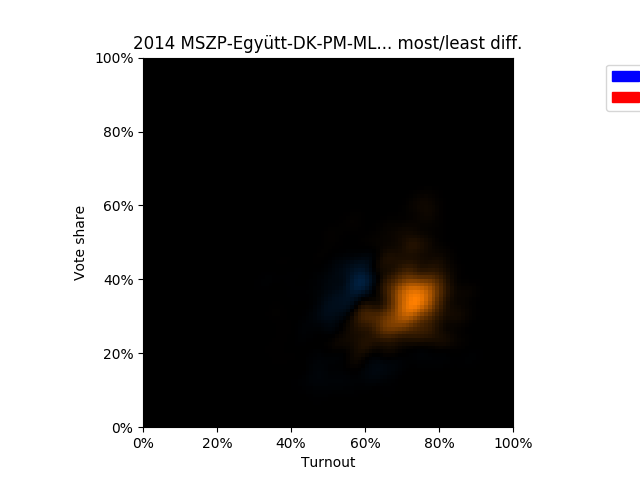 2014 MSZP-Együtt-DK-PM-ML... most/least diff.
100%
80%
60%
40%
20%
0%
Vote share
0% 20% 40% 60% 80% 100%
Turnout